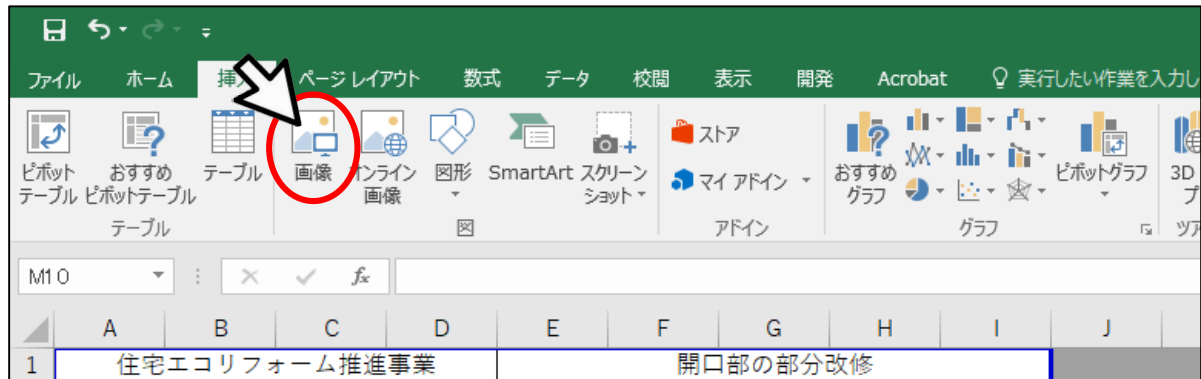 ファイル ホーム 挿入 ページ レイアウト 数式 データ 校閲 表示 開発 Acrobat 実行したい作業を入力し
ピボット
テーブル
おすすめ
ピボットテーブル
テーブル
画像
オンライン
画像
図形
SmartArt
スクリーン
ショット
ストア
マイ アドイン
おすすめ
グラフ
ピボットグラフ
3D
プ
テーブル 図 アドイン グラフ ツア
M10 fx
A B C D E F G H I J
1 住宅エコリフォーム推進事業 開口部の部分改修